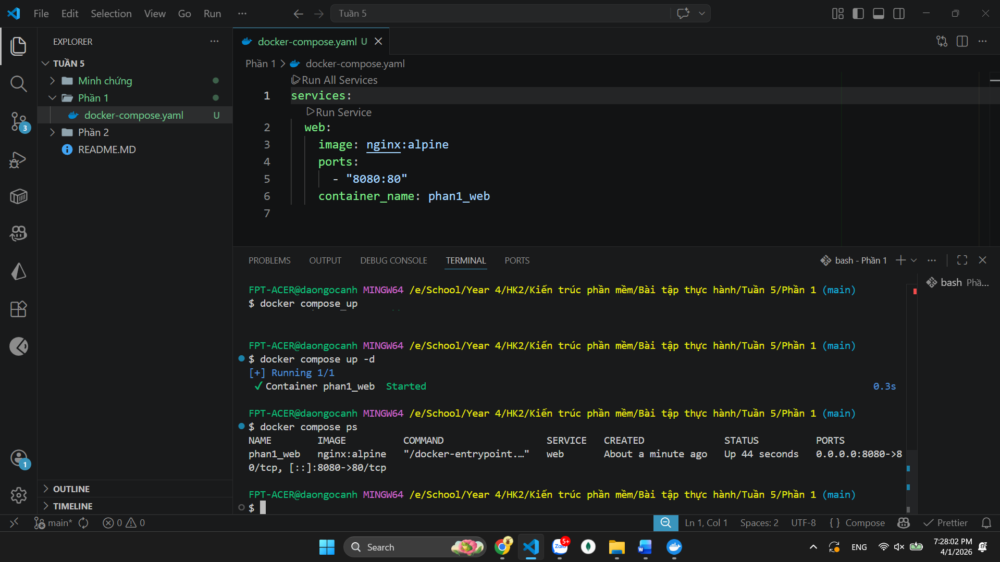 File Edit Selection View Go Run ···
Tuần 5
EXPLORER
TUẦN 5
Minh chứng
Phần 1
docker-compose.yaml U
Phần 2
README.MD
OUTLINE
TIMELINE
3
1
docker-compose.yaml U
Phần 1 > docker-compose.yaml
Run All Services
1 services:
Run Service
2 web:
3 image: nginx:alpine
4 ports:
5 - "8080:80"
6 container_name: phan1_web
7
PROBLEMS OUTPUT DEBUG CONSOLE TERMINAL PORTS
bash - Phần 1
bash Phầ...
FPT-ACER@daongocanh MINGW64 /e/School/Year 4/HK2/Kiến trúc phần mềm/Bài tập thực hành/Tuần 5/Phần 1 (main)
$ docker compose up
FPT-ACER@daongocanh MINGW64 /e/School/Year 4/HK2/Kiến trúc phần mềm/Bài tập thực hành/Tuần 5/Phần 1 (main)
$ docker compose up -d
[+] Running 1/1
✓ Container phan1_web Started 0.3s
FPT-ACER@daongocanh MINGW64 /e/School/Year 4/HK2/Kiến trúc phần mềm/Bài tập thực hành/Tuần 5/Phần 1 (main)
$ docker compose ps
NAME IMAGE COMMAND SERVICE CREATED STATUS PORTS
phan1_web nginx:alpine "/docker-entrypoint.…" web About a minute ago Up 44 seconds 0.0.0.0:8080->8
0/tcp, [::]:8080->80/tcp
FPT-ACER@daongocanh MINGW64 /e/School/Year 4/HK2/Kiến trúc phần mềm/Bài tập thực hành/Tuần 5/Phần 1 (main)
$
main* 0 0 Ln 1, Col 1 Spaces: 2 UTF-8 { } Compose Prettier
Search
Zalo
5+
W
ENG
7:28:02 PM
4/1/2026